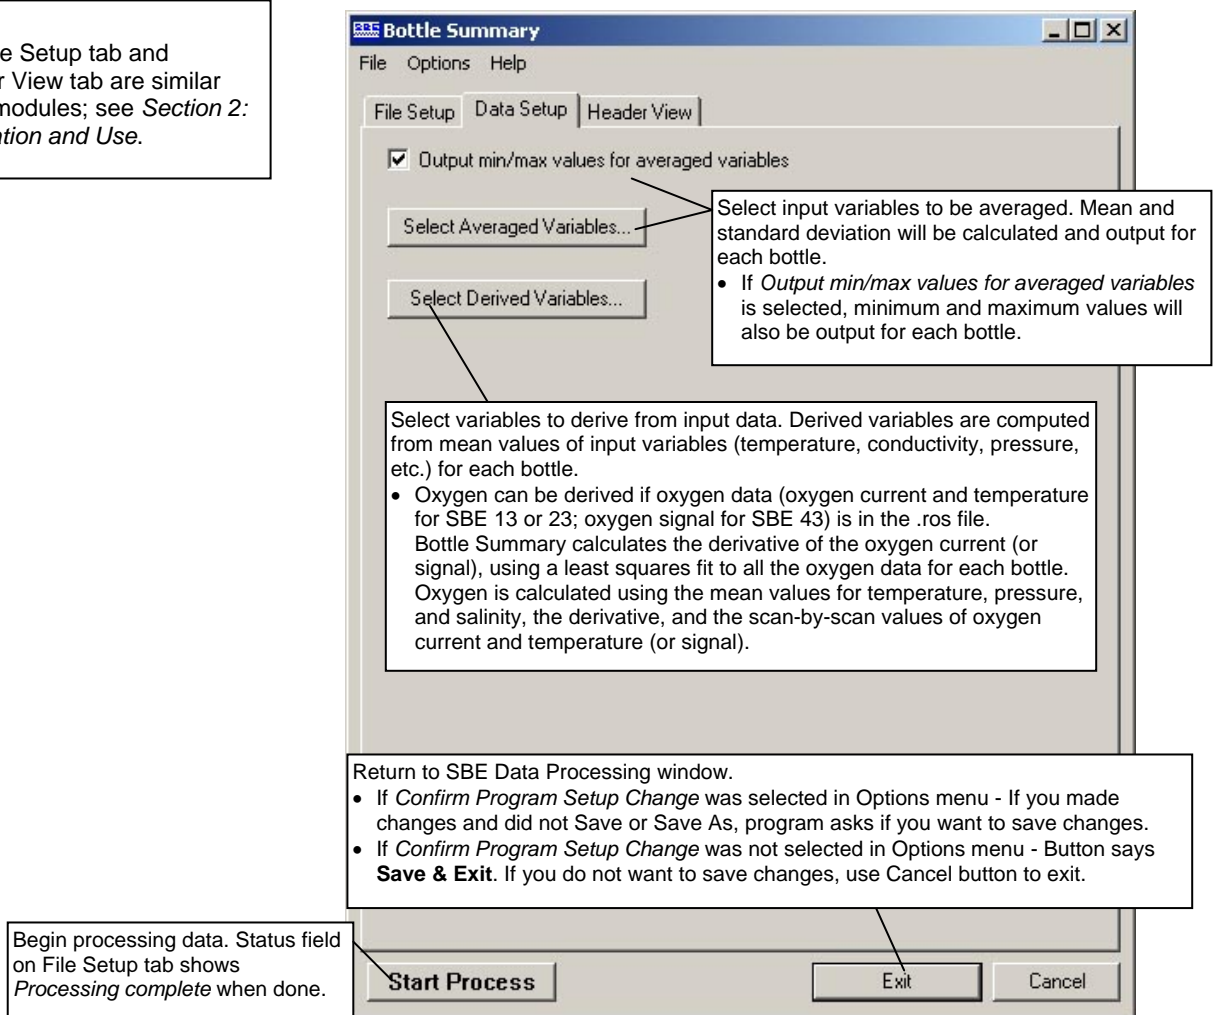 e Setup tab and
r View tab are similar
modules; see Section 2:
ation and Use.
SBE Bottle Summary
File Options Help
File Setup Data Setup Header View
Output min/max values for averaged variables
Select Averaged Variables...
Select input variables to be averaged. Mean and
standard deviation will be calculated and output for
each bottle.
• If Output min/max values for averaged variables
is selected, minimum and maximum values will
also be output for each bottle.
Select Derived Variables...
Select variables to derive from input data. Derived variables are computed
from mean values of input variables (temperature, conductivity, pressure,
etc.) for each bottle.
• Oxygen can be derived if oxygen data (oxygen current and temperature
for SBE 13 or 23; oxygen signal for SBE 43) is in the .ros file.
Bottle Summary calculates the derivative of the oxygen current (or
signal), using a least squares fit to all the oxygen data for each bottle.
Oxygen is calculated using the mean values for temperature, pressure,
and salinity, the derivative, and the scan-by-scan values of oxygen
current and temperature (or signal).
Return to SBE Data Processing window.
• If Confirm Program Setup Change was selected in Options menu - If you made
changes and did not Save or Save As, program asks if you want to save changes.
• If Confirm Program Setup Change was not selected in Options menu - Button says
Save & Exit. If you do not want to save changes, use Cancel button to exit.
Begin processing data. Status field
on File Setup tab shows
Processing complete when done.
Start Process Exit Cancel